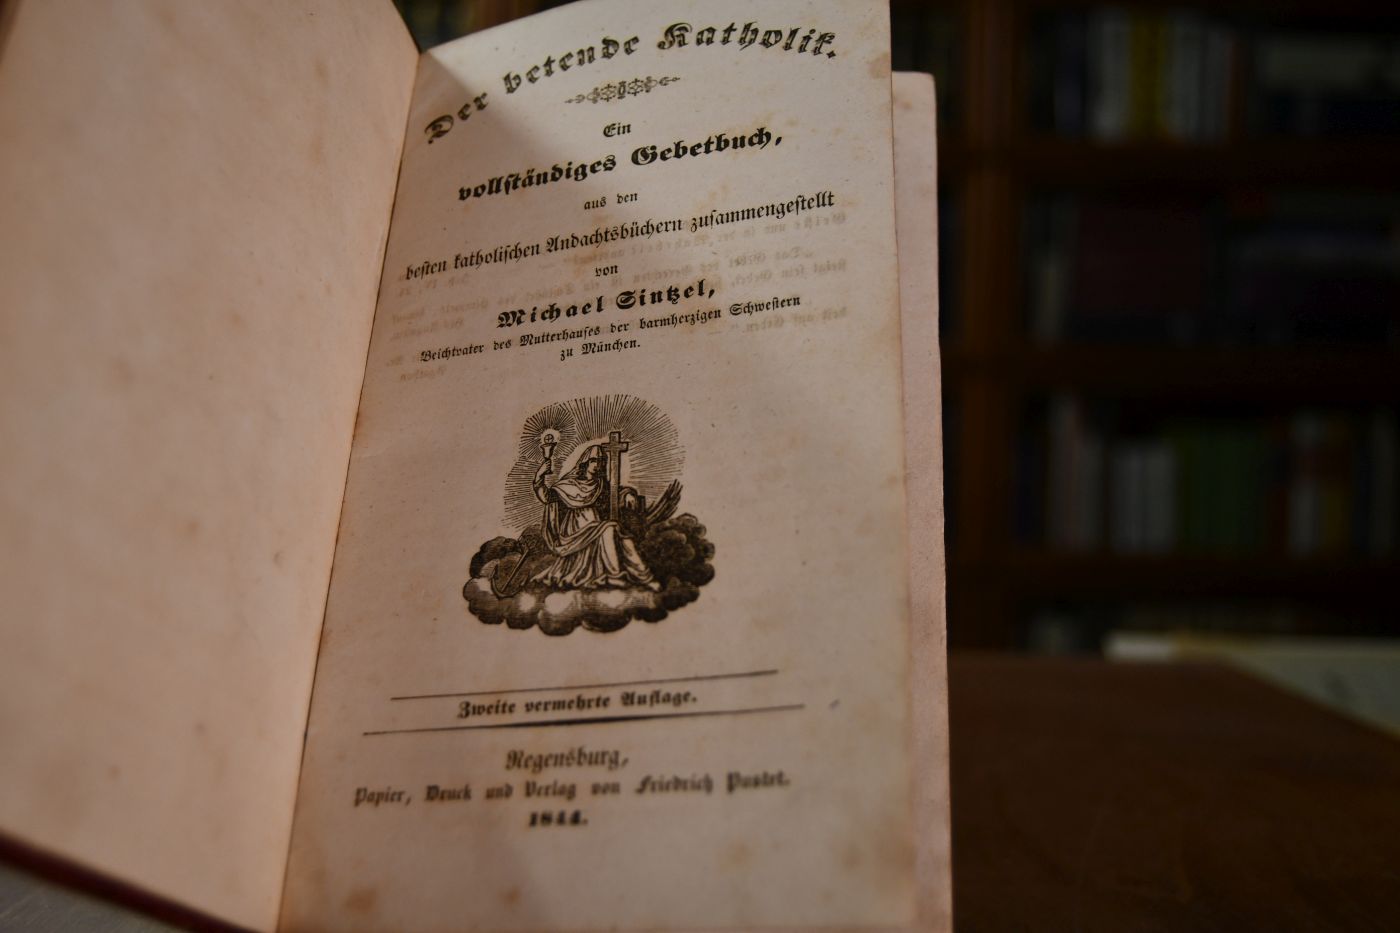 Der betende Katholik.
Ein
vollſtändiges Gebetbuch,
aus den
beſten katholiſchen Andachtsbüchern zuſammengeſtellt
von
Michael Sintzel,
Beichtvater des Mutterhauſes der barmherzigen Schweſtern
zu München.
Zweite vermehrte Auflage.
Regensburg,
Papier, Druck und Verlag von Friedrich Puſtet.
1844.